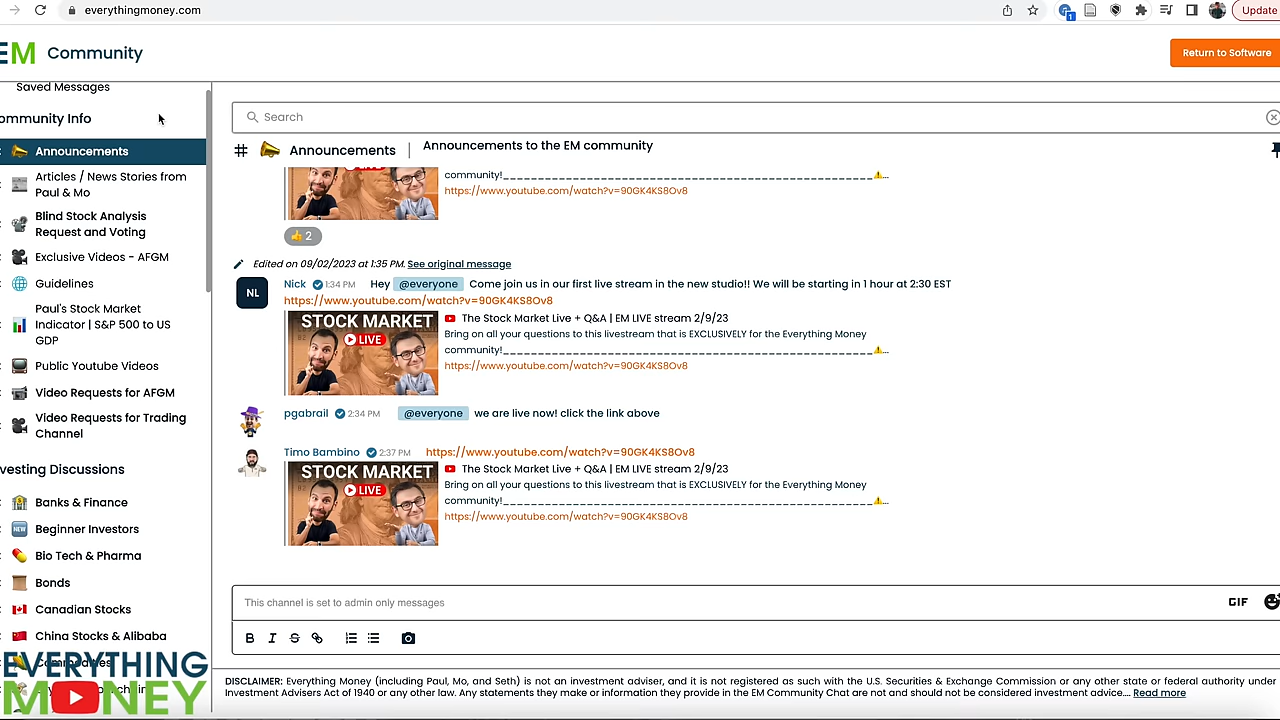 everythingmoney.com
1
Update
EM Community
Return to Software
Saved Messages
ommunity Info
Announcements
Articles / News Stories from
Paul & Mo
Blind Stock Analysis
Request and Voting
Exclusive Videos - AFGM
Guidelines
Paul's Stock Market
Indicator | S&P 500 to US
GDP
Public Youtube Videos
Video Requests for AFGM
Video Requests for Trading
Channel
vesting Discussions
Banks & Finance
NEW
Beginner Investors
Bio Tech & Pharma
Bonds
Canadian Stocks
China Stocks & Alibaba
EVERYTHING
MONEY
Search
# Announcements | Announcements to the EM community
community!________________________________________________...
https://www.youtube.com/watch?v=90GK4KS8Ov8
2
Edited on 09/02/2023 at 1:35 PM. See original message
NL
Nick 1:34 PM Hey @everyone Come join us in our first live stream in the new studio!! We will be starting in 1 hour at 2:30 EST
https://www.youtube.com/watch?v=90GK4KS8Ov8
STOCK MARKET
LIVE
The Stock Market Live + Q&A | EM LIVE stream 2/9/23
Bring on all your questions to this livestream that is EXCLUSIVELY for the Everything Money
community!________________________________________________...
https://www.youtube.com/watch?v=90GK4KS8Ov8
pgabrail 2:34 PM @everyone we are live now! click the link above
Timo Bambino 2:37 PM https://www.youtube.com/watch?v=90GK4KS8Ov8
STOCK MARKET
LIVE
The Stock Market Live + Q&A | EM LIVE stream 2/9/23
Bring on all your questions to this livestream that is EXCLUSIVELY for the Everything Money
community!________________________________________________...
https://www.youtube.com/watch?v=90GK4KS8Ov8
This channel is set to admin only messages
GIF
B I S
DISCLAIMER: Everything Money (including Paul, Mo, and Seth) is not an investment adviser, and it is not registered as such with the U.S. Securities & Exchange Commission or any other state or federal authority under
Investment Advisers Act of 1940 or any other law. Any statements they make or information they provide in the EM Community Chat are not and should not be considered investment advice.... Read more